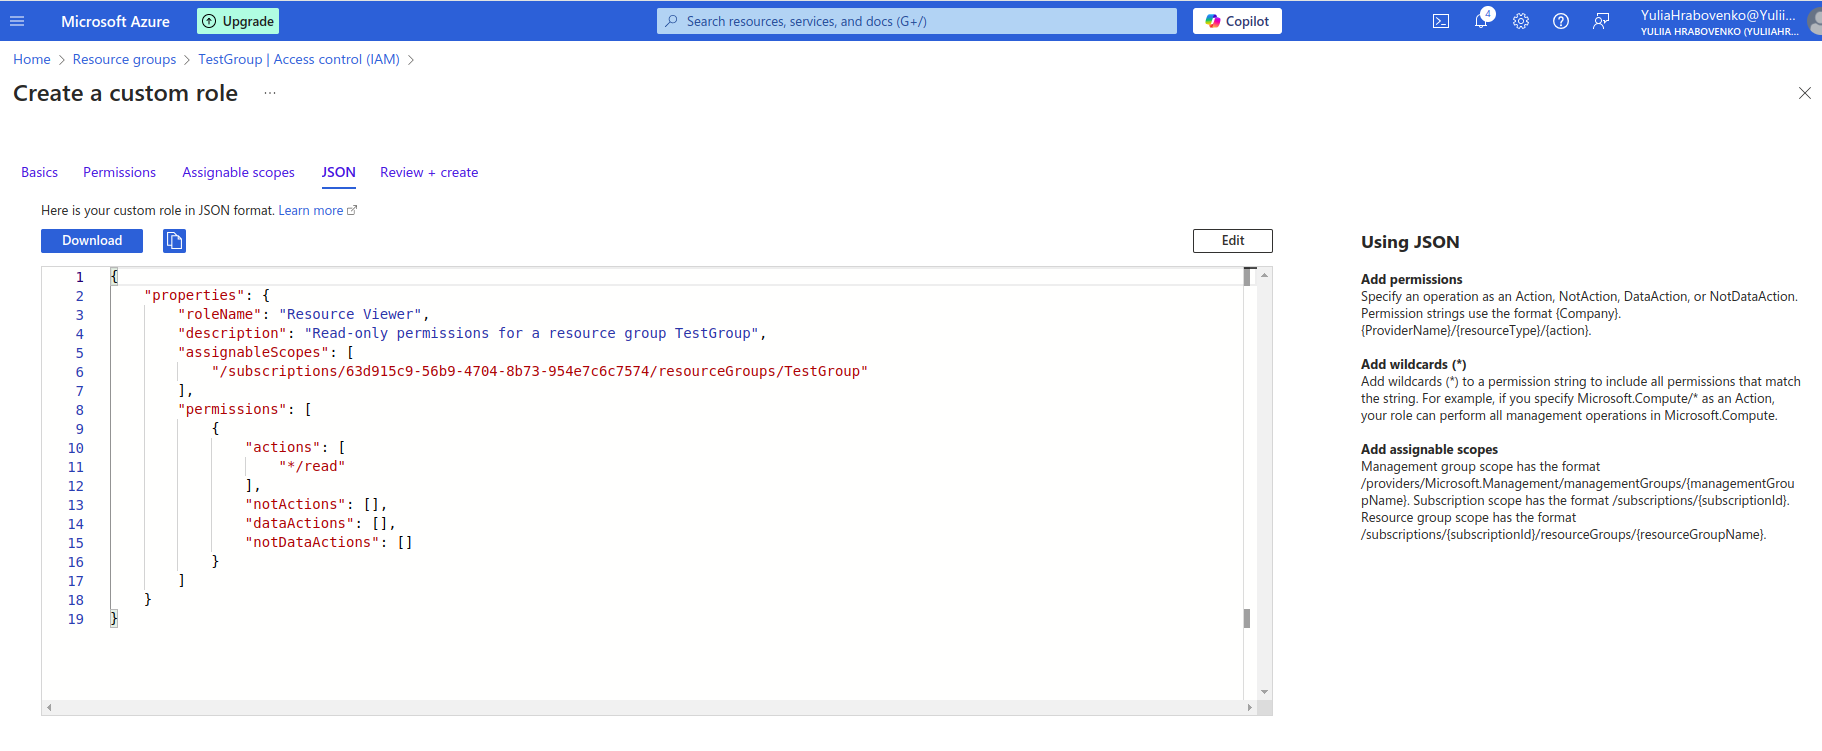 Microsoft Azure
Upgrade
Search resources, services, and docs (G+/)
Copilot
4
YuliaHrabovenko@Yulii...
YULIIA HRABOVENKO (YULIIAHR...
Home > Resource groups > TestGroup | Access control (IAM) >
Create a custom role ...
Basics
Permissions
Assignable scopes
JSON
Review + create
Here is your custom role in JSON format. Learn more
Download
Edit
1 {
2 "properties": {
3 "roleName": "Resource Viewer",
4 "description": "Read-only permissions for a resource group TestGroup",
5 "assignableScopes": [
6 "/subscriptions/63d915c9-56b9-4704-8b73-954e7c6c7574/resourceGroups/TestGroup"
7 ],
8 "permissions": [
9 {
10 "actions": [
11 "*/read"
12 ],
13 "notActions": [],
14 "dataActions": [],
15 "notDataActions": []
16 }
17 ]
18 }
19 }
Using JSON
Add permissions
Specify an operation as an Action, NotAction, DataAction, or NotDataAction.
Permission strings use the format {Company}.
{ProviderName}/{resourceType}/{action}.
Add wildcards (*)
Add wildcards (*) to a permission string to include all permissions that match
the string. For example, if you specify Microsoft.Compute/* as an Action,
your role can perform all management operations in Microsoft.Compute.
Add assignable scopes
Management group scope has the format
/providers/Microsoft.Management/managementGroups/{managementGrou
pName}. Subscription scope has the format /subscriptions/{subscriptionId}.
Resource group scope has the format
/subscriptions/{subscriptionId}/resourceGroups/{resourceGroupName}.